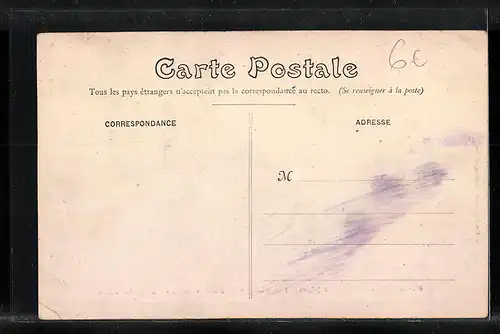 6€
Carte Postale
Tous les pays étrangers n'acceptent pas la correspondance au recto. (Se renseigner à la poste)
CORRESPONDANCE
ADRESSE
M